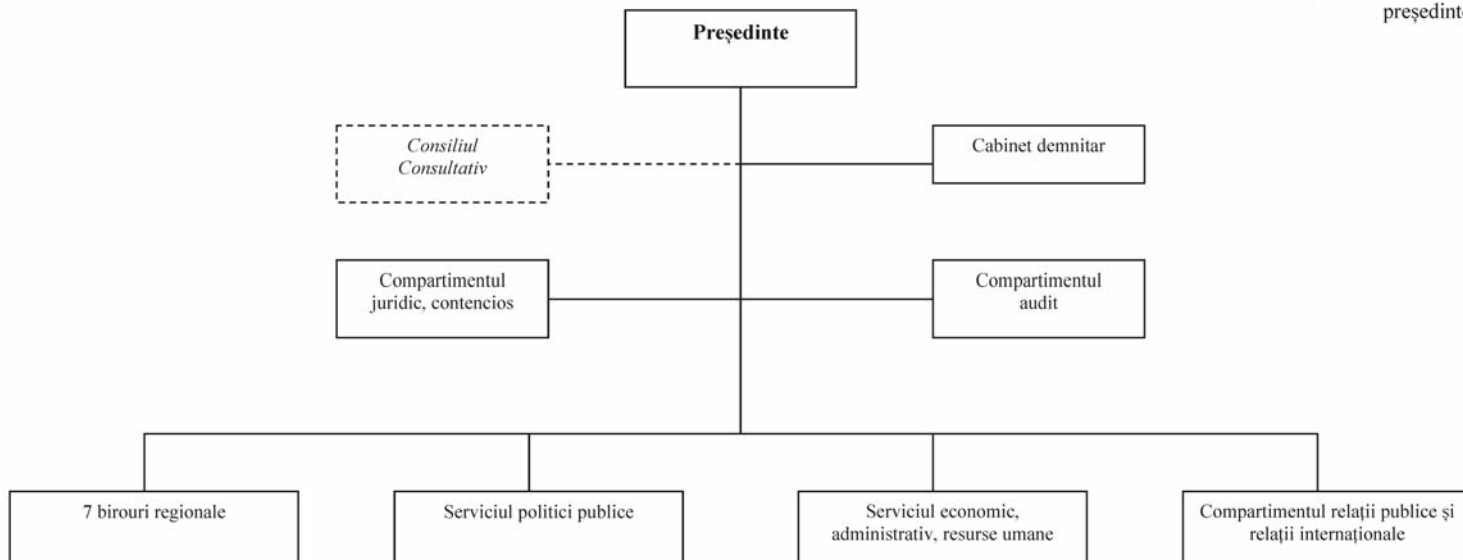 președinte
Președinte
Consiliul
Consultativ
Cabinet demnitar
Compartimentul
juridic, contencios
Compartimentul
audit
7 birouri regionale
Serviciul politici publice
Serviciul economic,
administrativ, resurse umane
Compartimentul relații publice și
relații internaționale